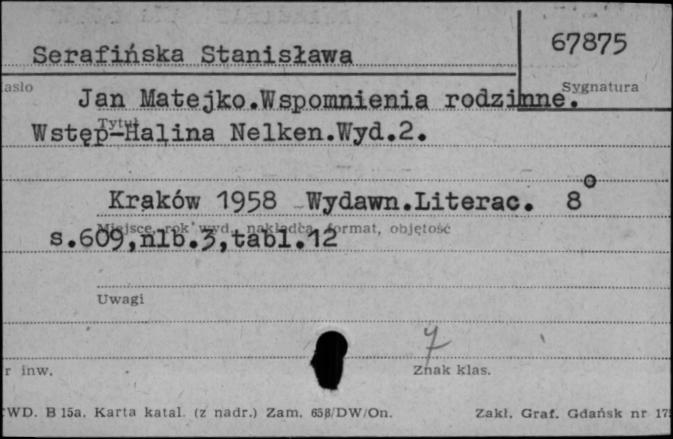 Serafińska Stanisława
67875
Sygnatura
Jan Matejko.Wspomnienia rodzinne.
Tytuł
Wstęp-Halina Nelken.Wyd.2.
Kraków 1958 Wydawn.Literac. 8°
Miejsce, rok wyd., nakładca, format, objętość
s.609,nlb.3,tabl.12
Uwagi
7
inw.
Znak klas.
WD. B 15a. Karta katal. (z nadr.) Zam. 658/DW/On.
Zakł. Graf. Gdańsk nr